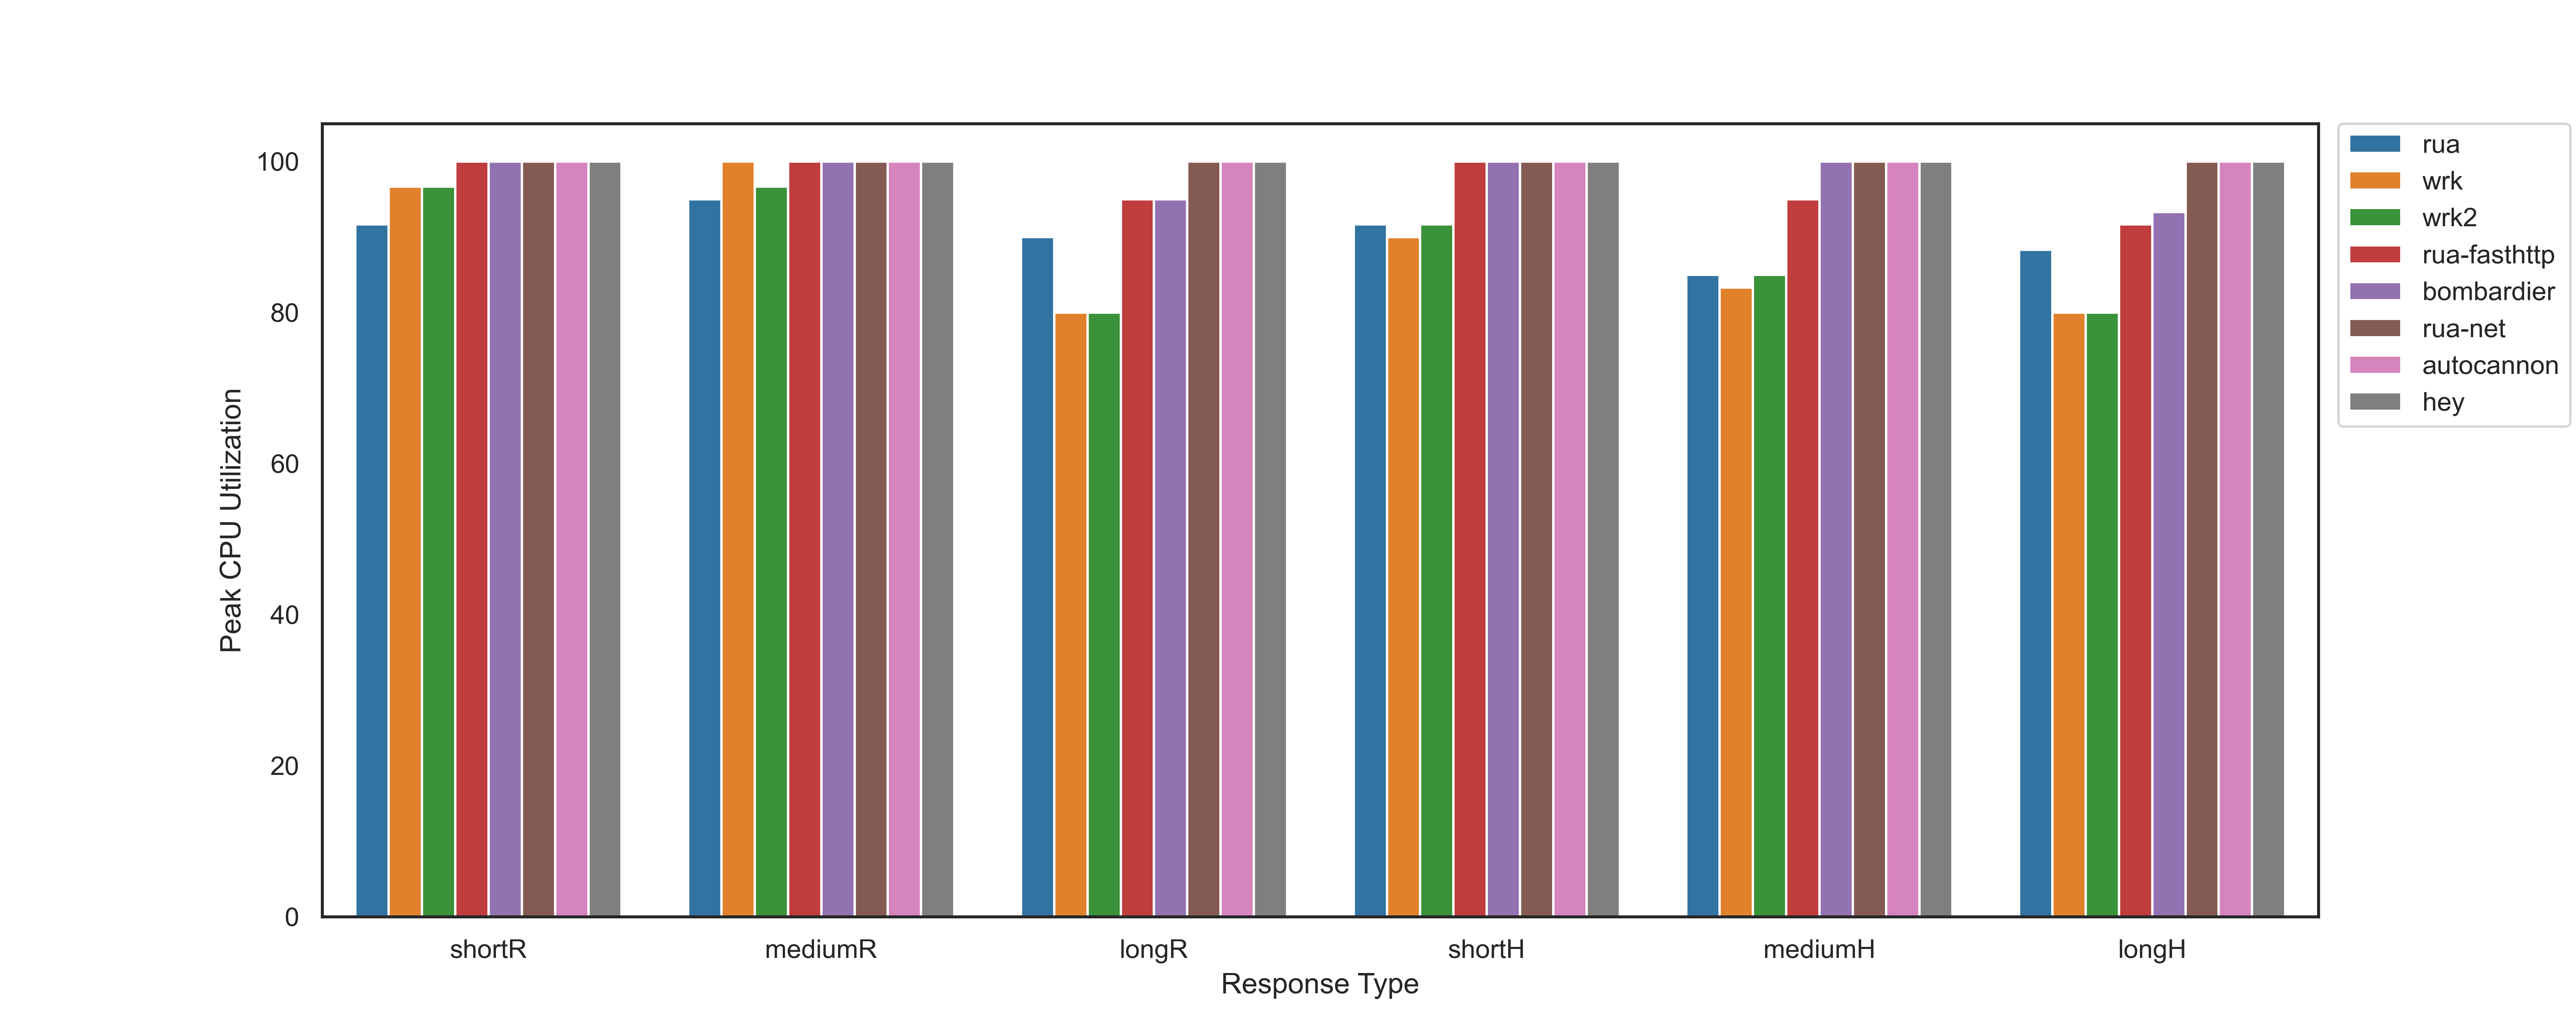 Peak CPU Utilization
100
80
60
40
20
0
shortR
mediumR
longR
shortH
mediumH
longH
Response Type
rua
wrk
wrk2
rua-fasthttp
bombardier
rua-net
autocannon
hey